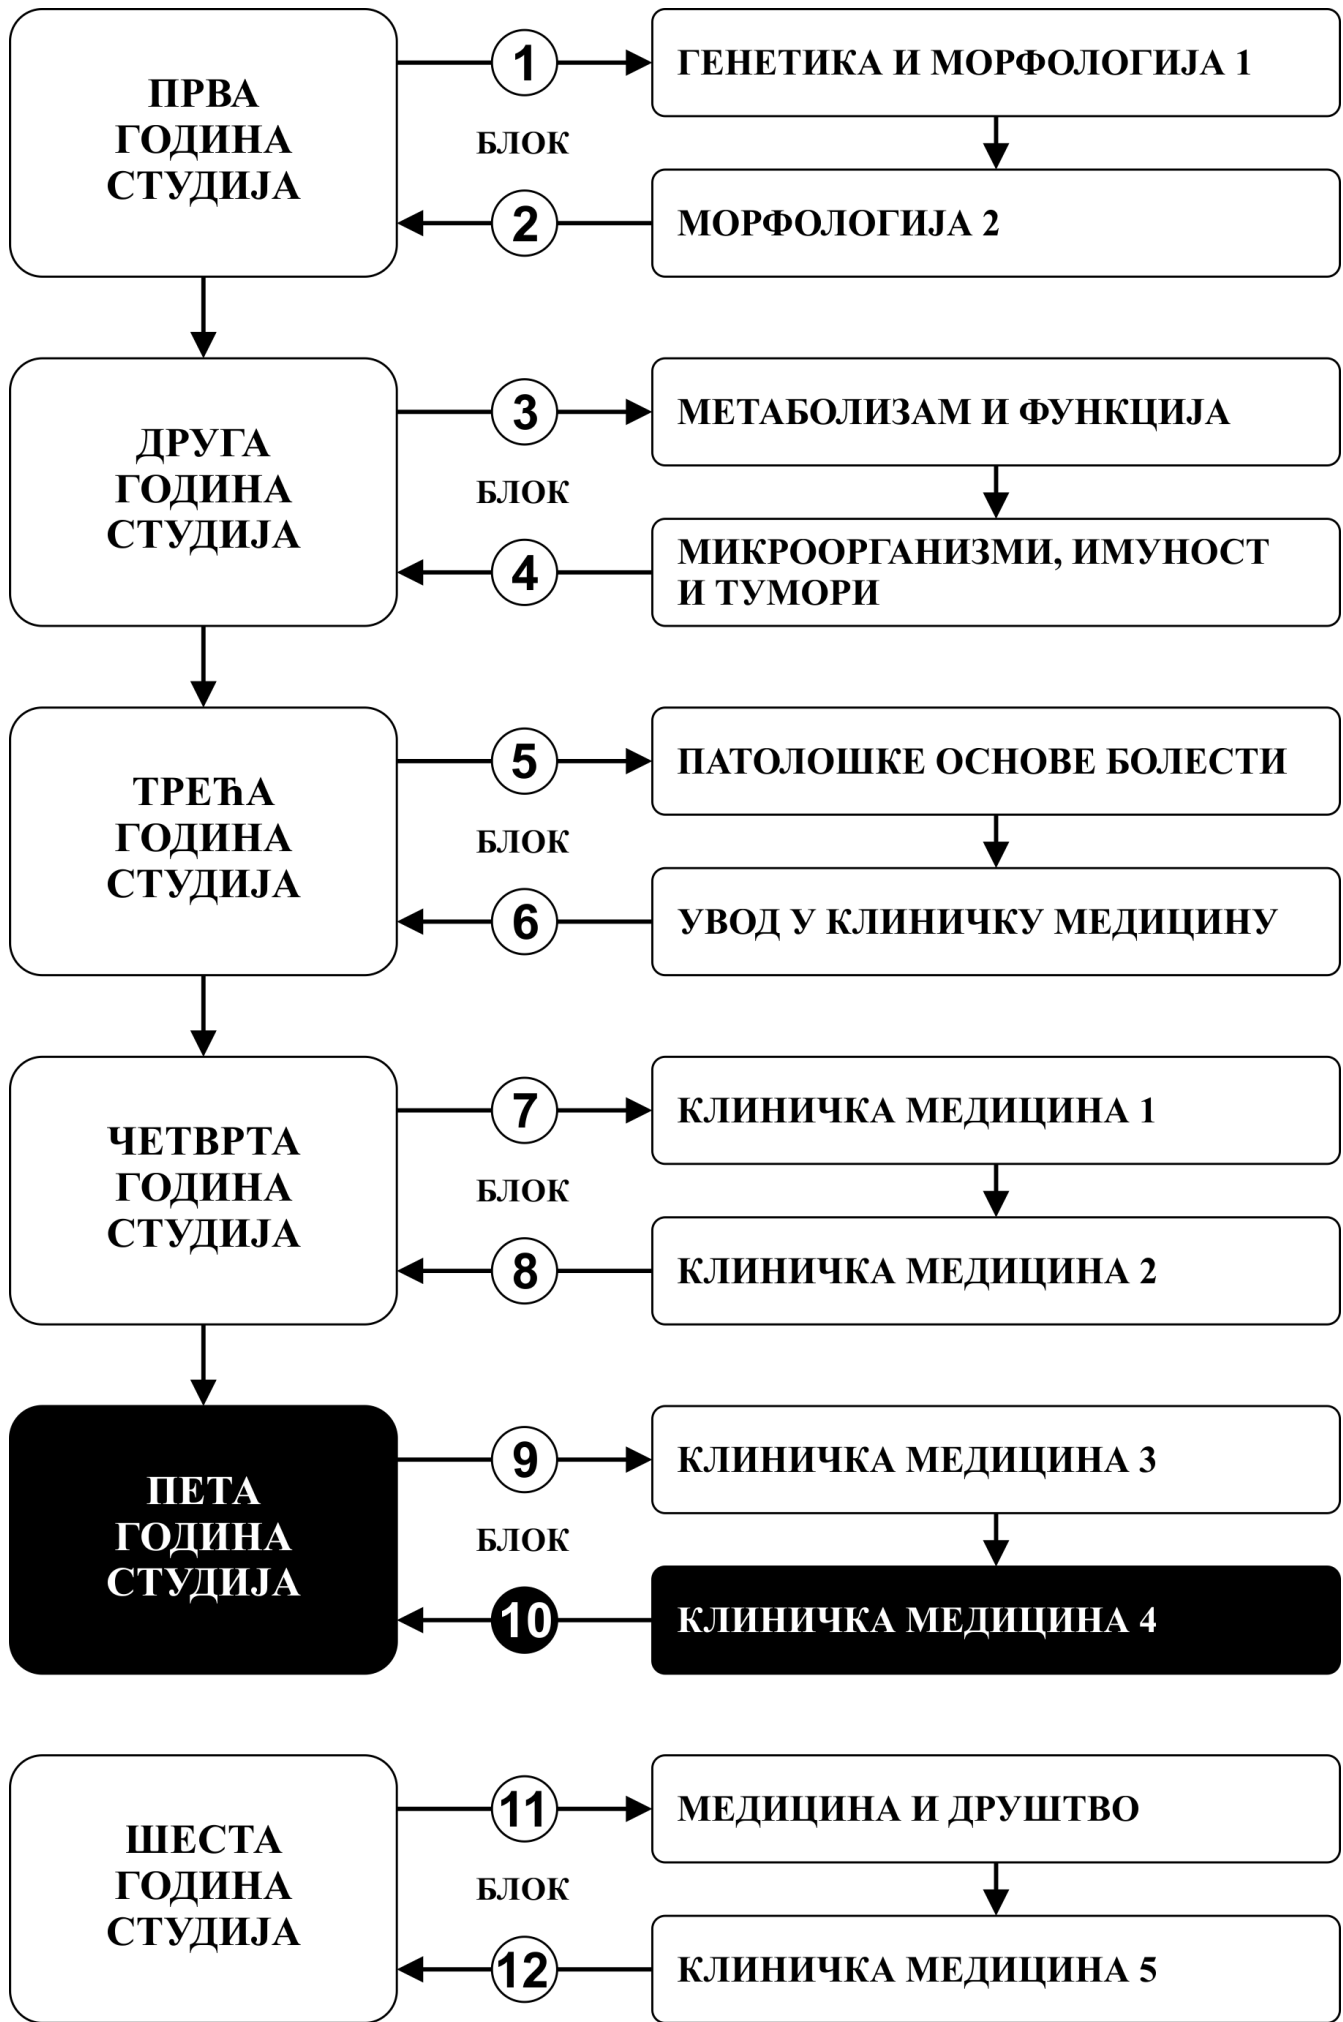 ПРВА
ГОДИНА
СТУДИЈА
1
БЛОК
2
ГЕНЕТИКА И МОРФОЛОГИЈА 1
МОРФОЛОГИЈА 2
ДРУГА
ГОДИНА
СТУДИЈА
3
БЛОК
4
МЕТАБОЛИЗАМ И ФУНКЦИЈА
МИКРООРГАНИЗМИ, ИМУНОСТ
И ТУМОРИ
ТРЕЋА
ГОДИНА
СТУДИЈА
5
БЛОК
6
ПАТОЛОШКЕ ОСНОВЕ БОЛЕСТИ
УВОД У КЛИНИЧКУ МЕДИЦИНУ
ЧЕТВРТА
ГОДИНА
СТУДИЈА
7
БЛОК
8
КЛИНИЧКА МЕДИЦИНА 1
КЛИНИЧКА МЕДИЦИНА 2
ПЕТА
ГОДИНА
СТУДИЈА
9
БЛОК
10
КЛИНИЧКА МЕДИЦИНА 3
КЛИНИЧКА МЕДИЦИНА 4
ШЕСТА
ГОДИНА
СТУДИЈА
11
БЛОК
12
МЕДИЦИНА И ДРУШТВО
КЛИНИЧКА МЕДИЦИНА 5